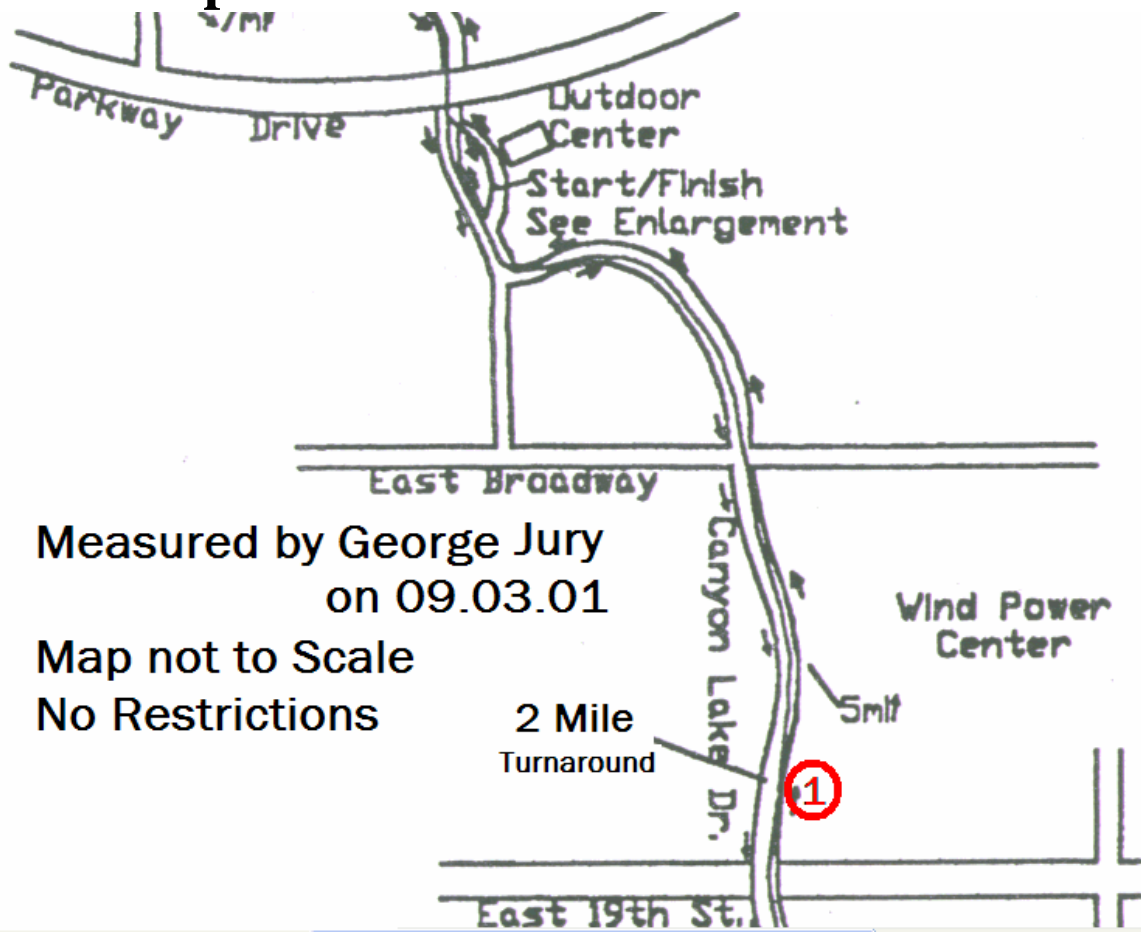 Parkway
Drive
Outdoor
Center
Start/Finish
See Enlargement
East Broadway
Measured by George Jury
on 09.03.01
Map not to Scale
No Restrictions
Canyon Lake Dr.
Wind Power
Center
2 Mile
Turnaround
1
East 19th St.